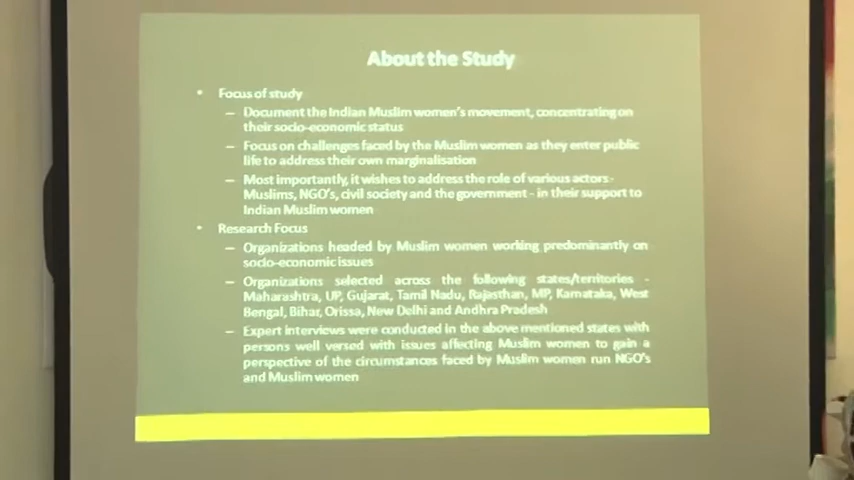 About the Study
• Focus of study
– Document the Indian Muslim women's movement, concentrating on
their socio-economic status
– Focus on challenges faced by the Muslim women as they enter public
life to address their own marginalisation
– Most importantly, it wishes to address the role of various actors -
Muslims, NGO's, civil society and the government - in their support to
Indian Muslim women
• Research Focus
– Organizations headed by Muslim women working predominantly on
socio-economic issues
– Organizations selected across the following states/territories -
Maharashtra, UP, Gujarat, Tamil Nadu, Rajasthan, MP, Karnataka, West
Bengal, Bihar, Orissa, New Delhi and Andhra Pradesh
– Expert interviews were conducted in the above mentioned states with
persons well versed with issues affecting Muslim women to gain a
perspective of the circumstances faced by Muslim women run NGO's
and Muslim women